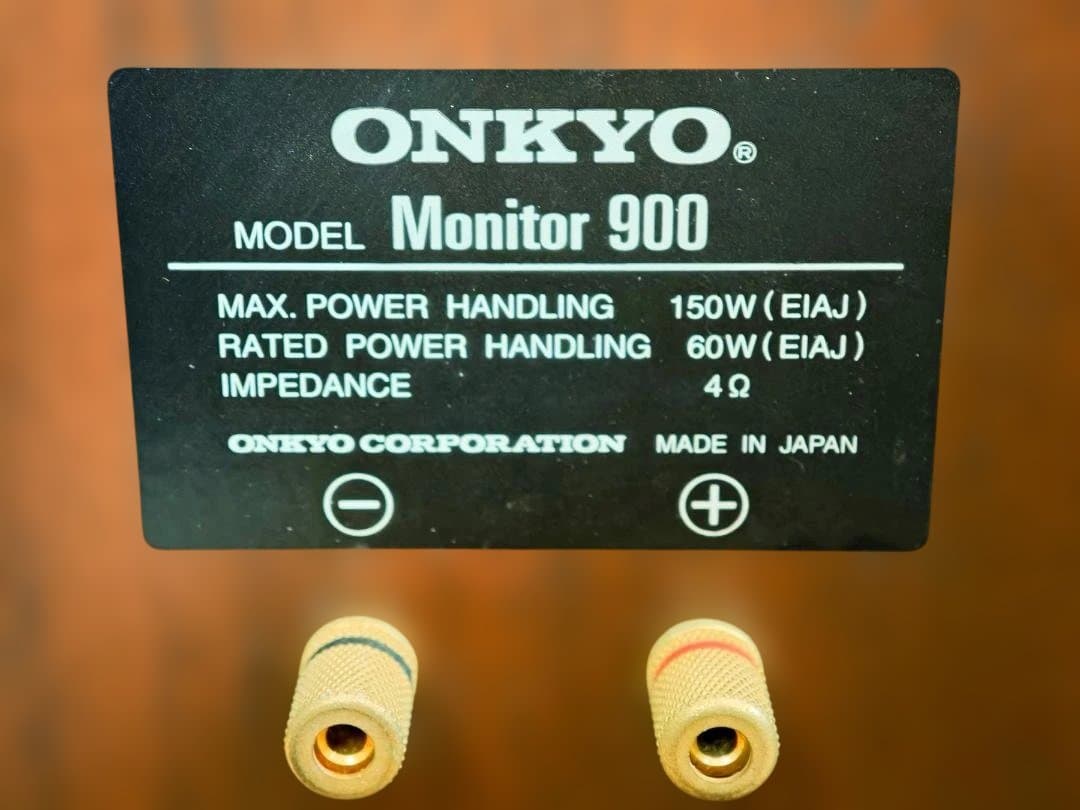 ONKYO®
MODEL Monitor 900
MAX. POWER HANDLING 150W (EIAJ)
RATED POWER HANDLING 60W (EIAJ)
IMPEDANCE 4Ω
ONKYO CORPORATION MADE IN JAPAN
⊖ ⊕